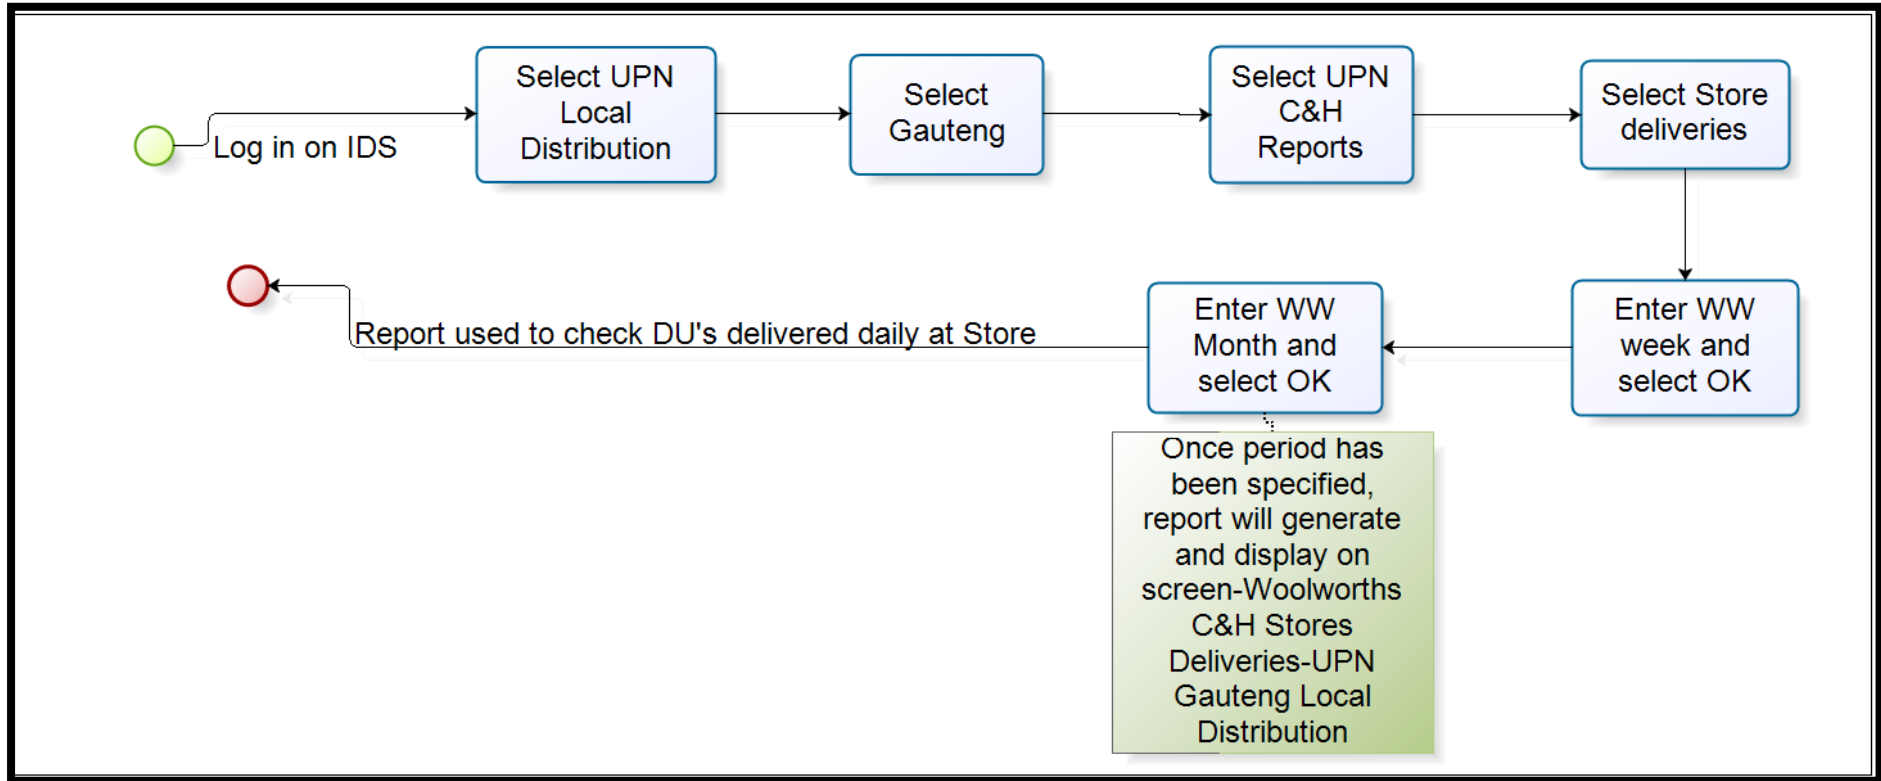 Log in on IDS
Select UPN
Local
Distribution
Select
Gauteng
Select UPN
C&H
Reports
Select Store
deliveries
Enter WW
week and
select OK
Enter WW
Month and
select OK
Once period has
been specified,
report will generate
and display on
screen-Woolworths
C&H Stores
Deliveries-UPN
Gauteng Local
Distribution
Report used to check DU's delivered daily at Store